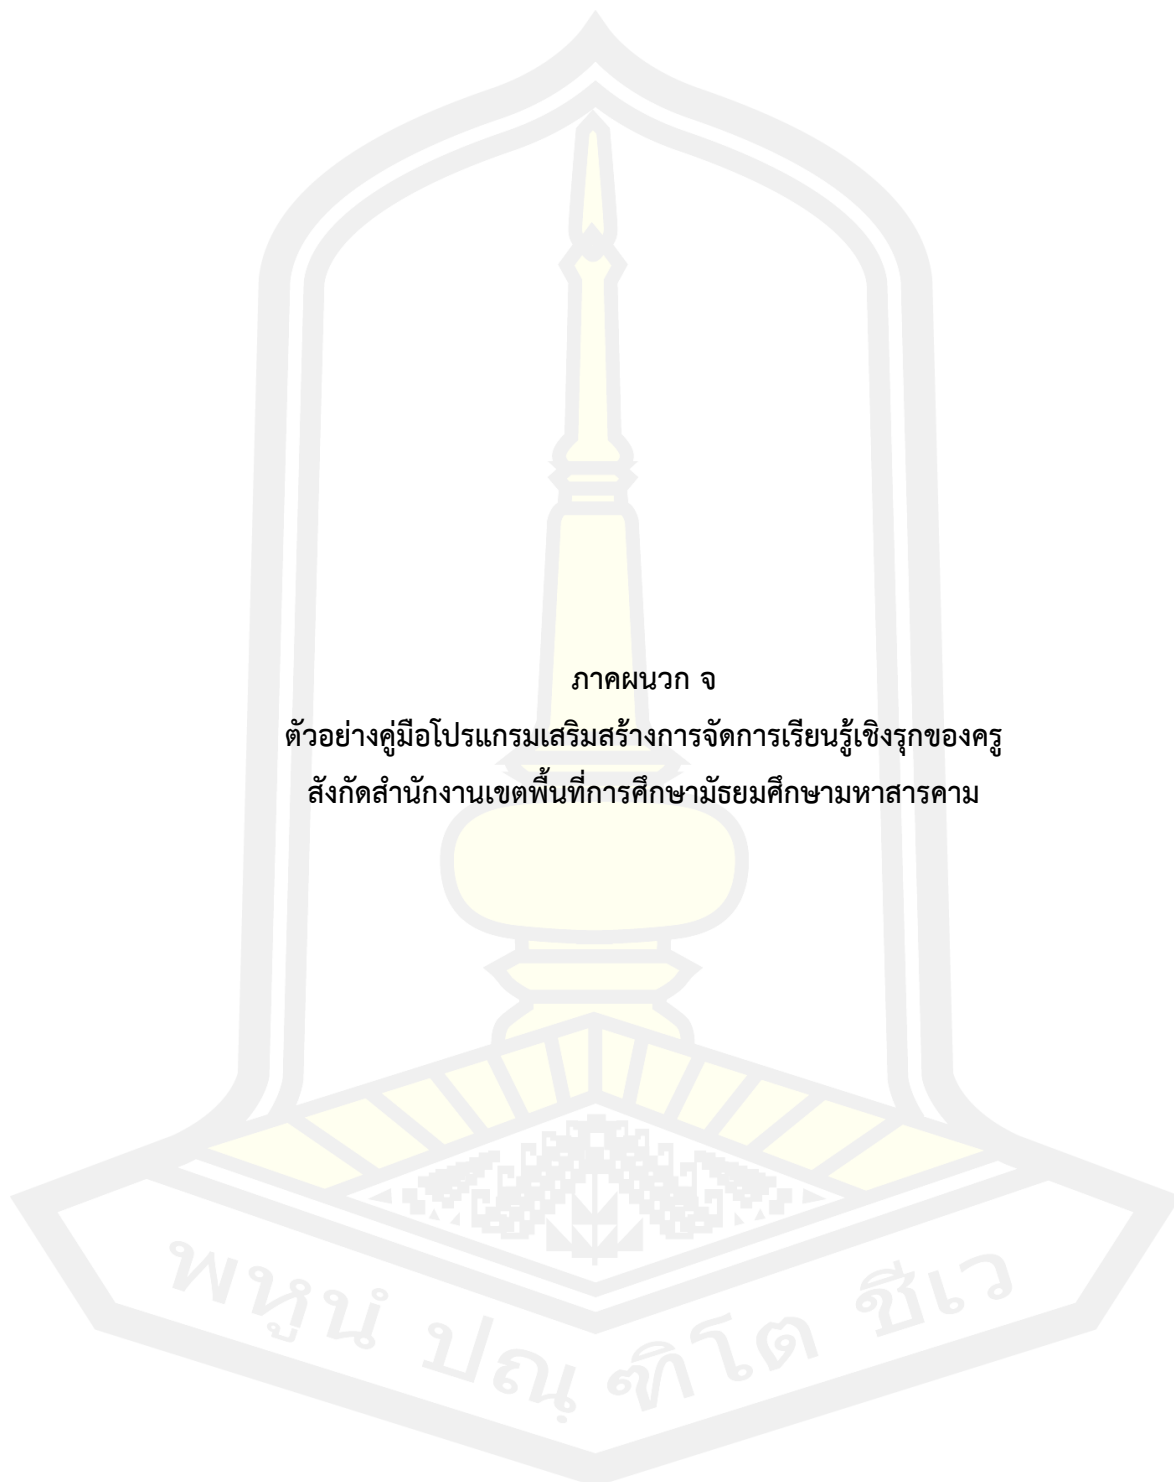 ภาคผนวก จ
ตัวอย่างคู่มือโปรแกรมเสริมสร้างการจัดการเรียนรู้เชิงรุกของครู
สังกัดสำนักงานเขตพื้นที่การศึกษามัธยมศึกษามหาสารคาม
พหูนํ ปณฺฑิโต ชีเว